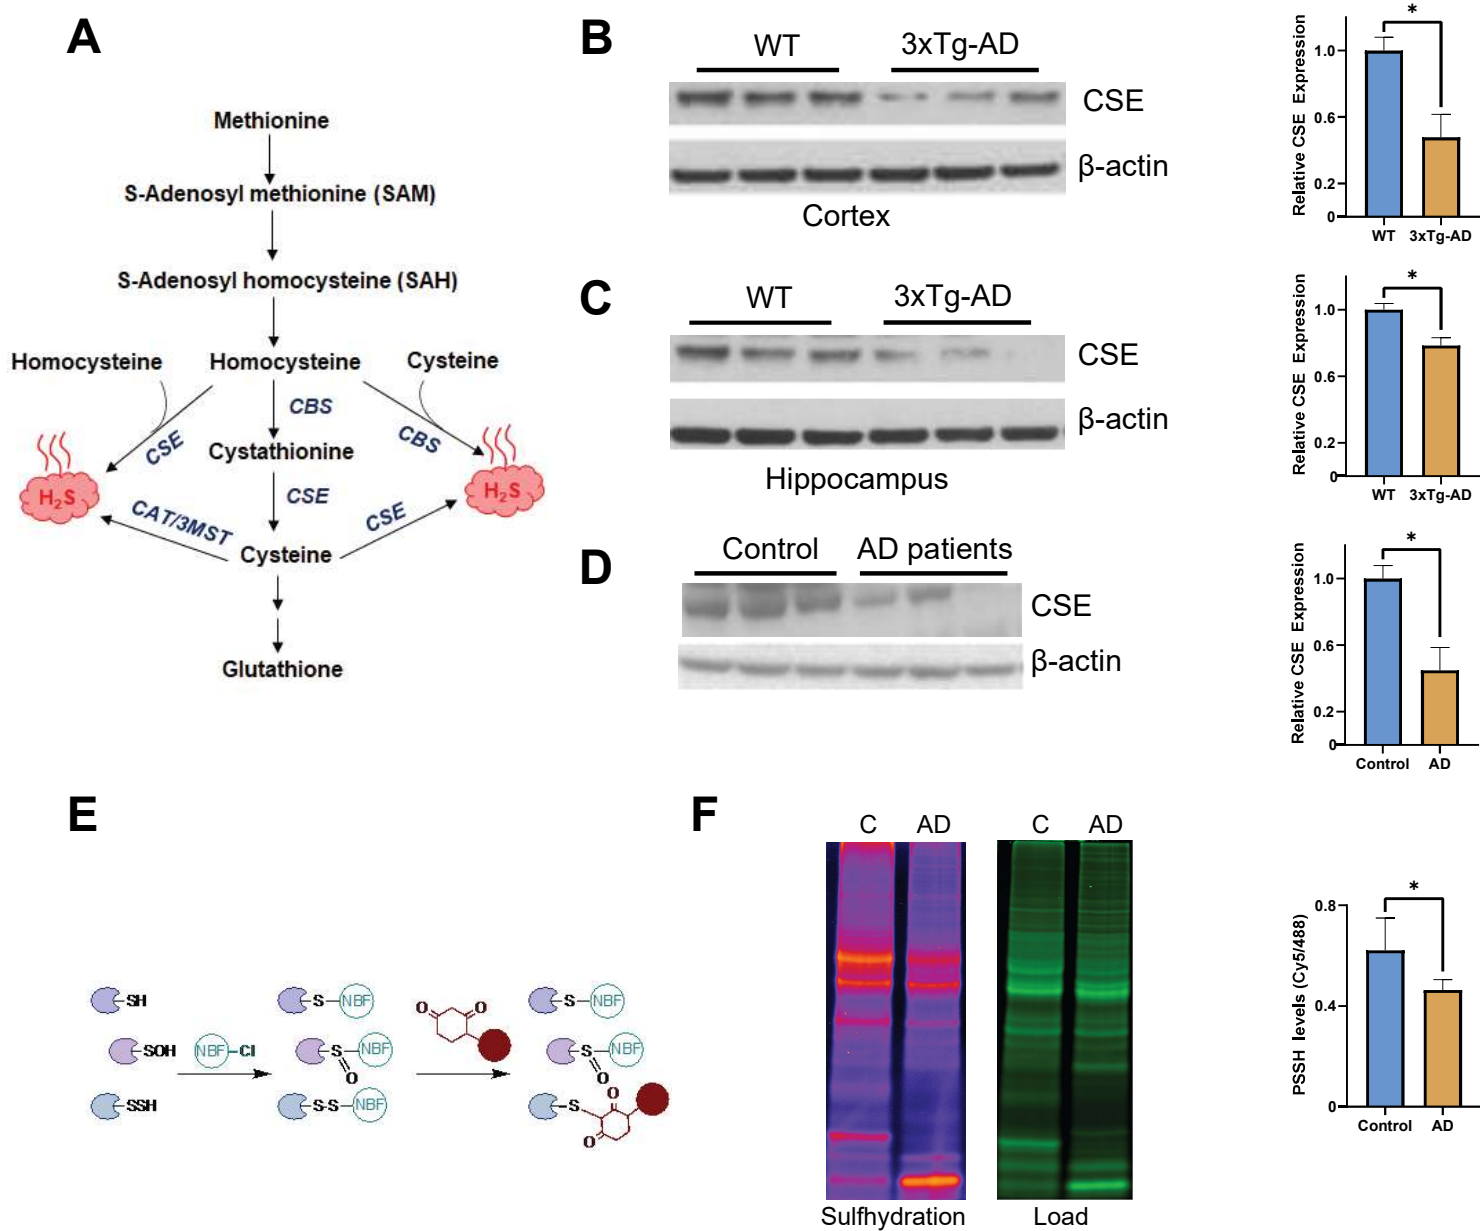 A
Methionine
S-Adenosyl methionine (SAM)
S-Adenosyl homocysteine (SAH)
Homocysteine Homocysteine Cysteine
CBS
CSE CBS
Cystathionine
H₂S H₂S
CSE
CAT/3MST CSE
Cysteine
Glutathione
B
WT 3xTg-AD
CSE
β-actin
Cortex
Relative CSE Expression
*
1.0
0.6
0.2
0
WT 3xTg-AD
C
WT 3xTg-AD
CSE
β-actin
Hippocampus
Relative CSE Expression
*
1.0
0.6
0.2
0
WT 3xTg-AD
D
Control AD patients
CSE
β-actin
Relative CSE Expression
*
1.0
0.6
0.2
0
Control AD
E
SH S NBF O O S NBF
SOH NBF Cl S NBF S NBF
O O
SSH S-S NBF S O
O
F
C AD C AD
Sulfhydration Load
PSSH levels (Cy5/488)
*
0.8
0.4
0
Control AD